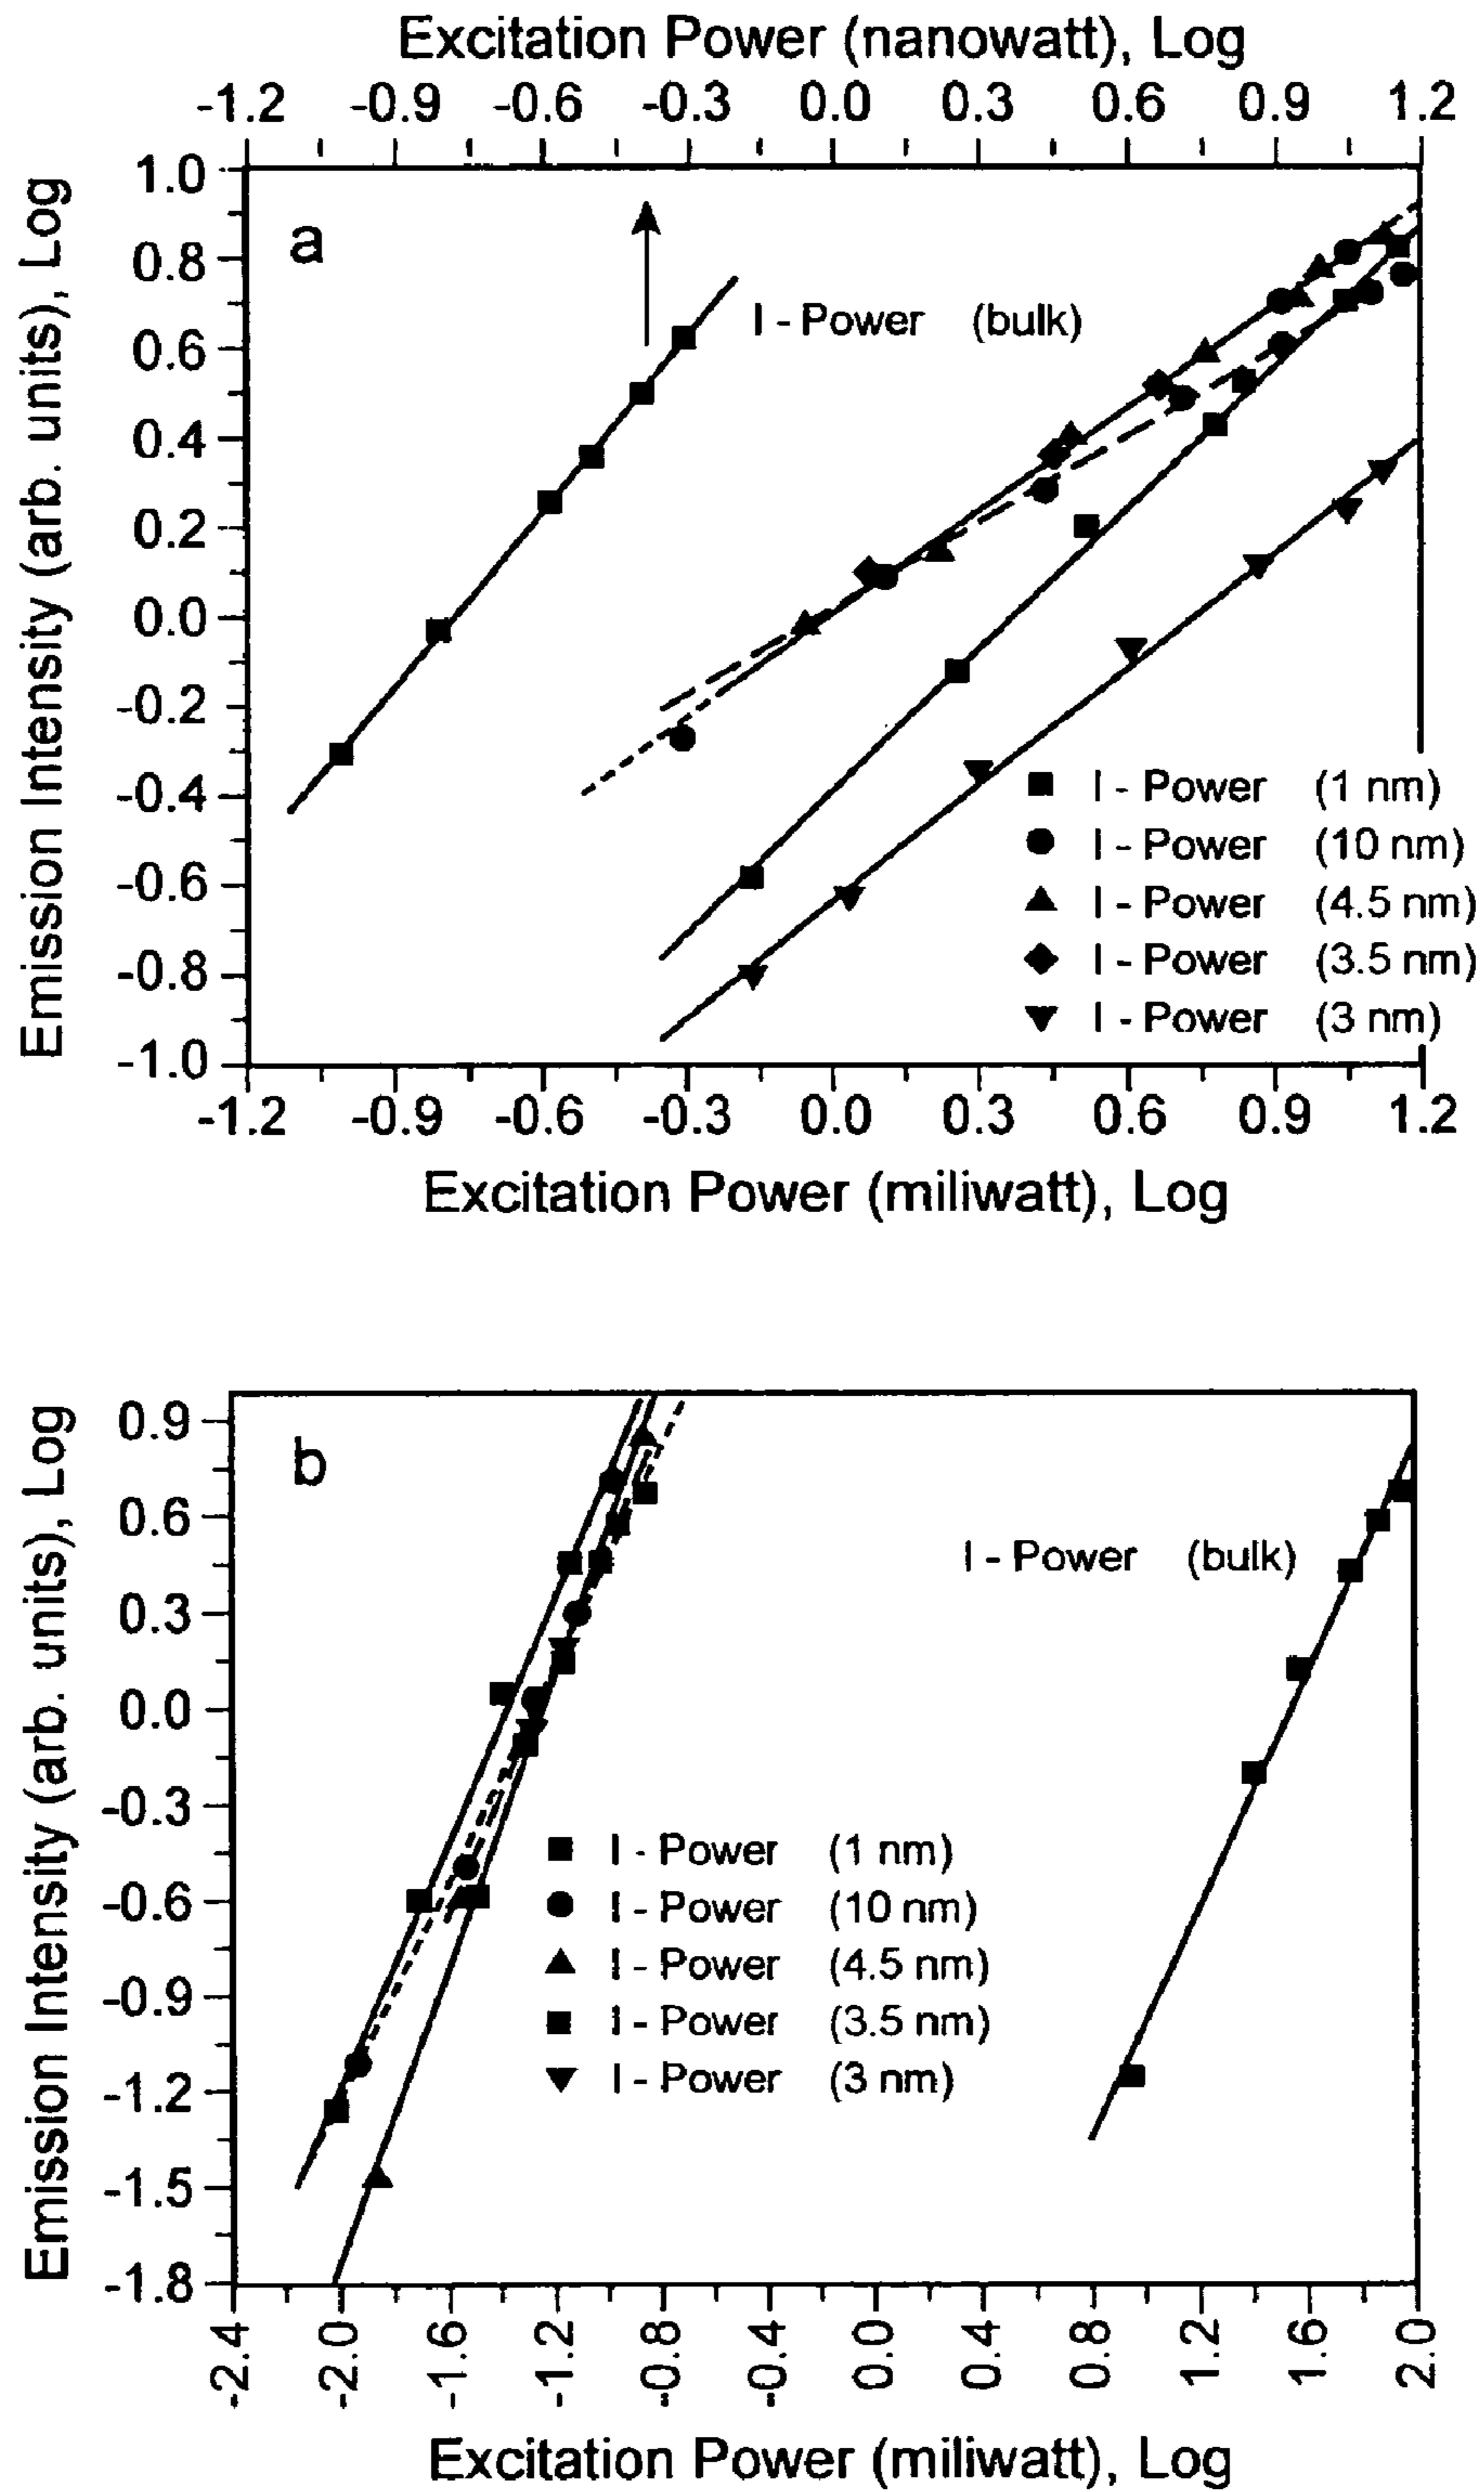 Excitation Power (nanowatt), Log
-1.2 -0.9 -0.6 -0.3 0.0 0.3 0.6 0.9 1.2
Emission Intensity (arb. units), Log
1.0
0.8
0.6
0.4
0.2
0.0
-0.2
-0.4
-0.6
-0.8
-1.0
a
I - Power (bulk)
I - Power (1 nm)
I - Power (10 nm)
I - Power (4.5 nm)
I - Power (3.5 nm)
I - Power (3 nm)
-1.2 -0.9 -0.6 -0.3 0.0 0.3 0.6 0.9 1.2
Excitation Power (miliwatt), Log
Emission Intensity (arb. units), Log
0.9
0.6
0.3
0.0
-0.3
-0.6
-0.9
-1.2
-1.5
-1.8
b
I - Power (bulk)
I - Power (1 nm)
I - Power (10 nm)
I - Power (4.5 nm)
I - Power (3.5 nm)
I - Power (3 nm)
-2.4 -2.0 -1.6 -1.2 -0.8 -0.4 0.0 0.4 0.8 1.2 1.6 2.0
Excitation Power (miliwatt), Log